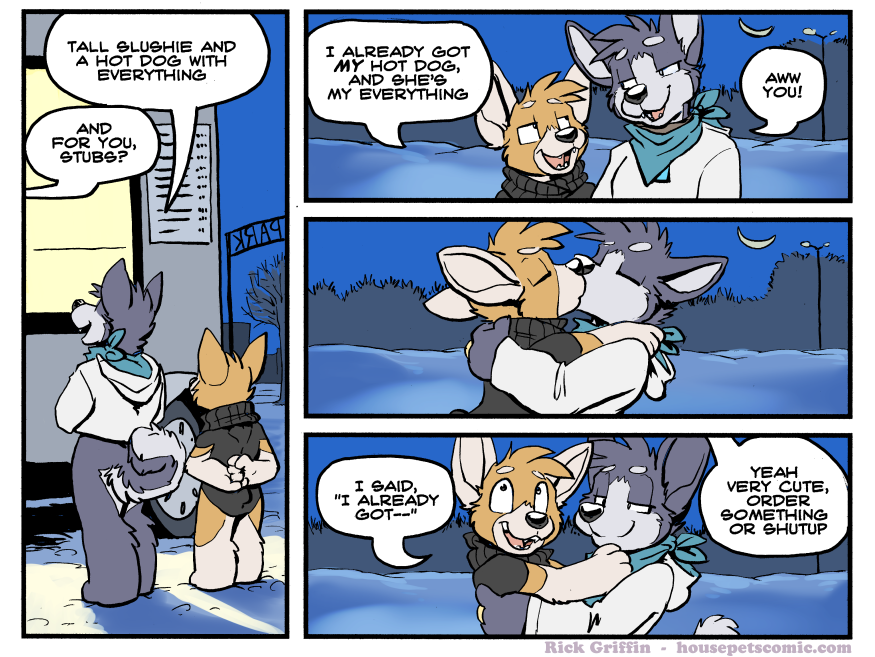 TALL SLUSHIE AND
A HOT DOG WITH
EVERYTHING
AND
FOR YOU,
STUBS?
PARK
I ALREADY GOT
MY HOT DOG,
AND SHE'S
MY EVERYTHING
AWW
YOU!
I SAID,
"I ALREADY
GOT--"
YEAH
VERY CUTE,
ORDER
SOMETHING
OR SHUTUP
Rick Griffin - housepetscomic.com